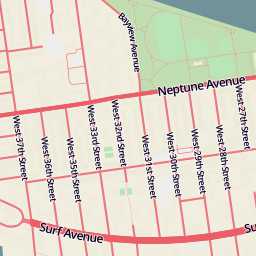 Bayview Avenue
Neptune Avenue
West 37th Street
West 36th Street
West 35th Street
West 33rd Street
West 32nd Street
West 31st Street
West 30th Street
West 29th Street
West 28th Street
West 27th Street
Surf Avenue
Su